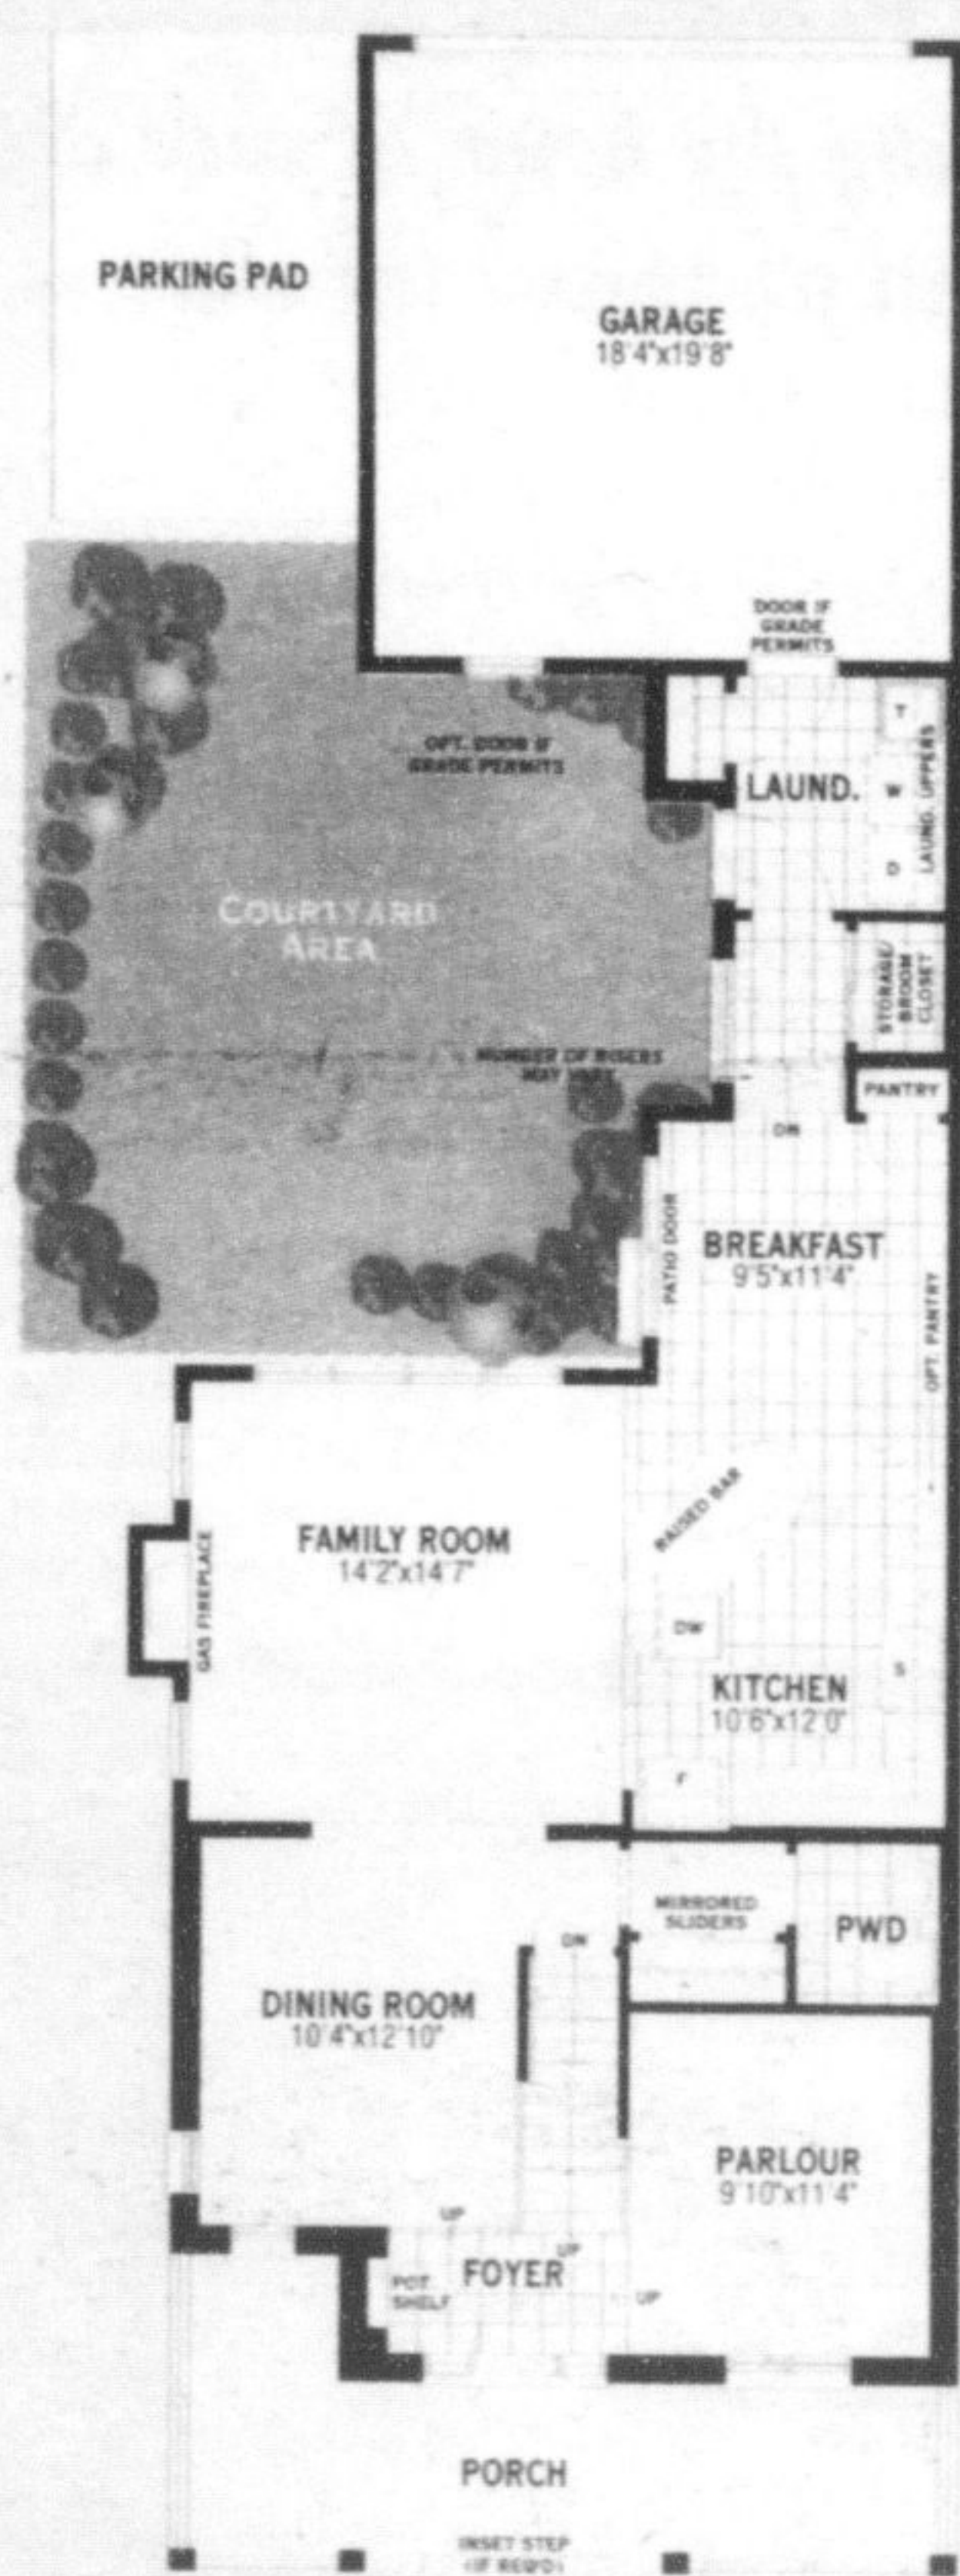 PARKING PAD
GARAGE
18'4"x19'8"
DOOR IF
GRADE
PERMITS
OPT. DOOR IF
GRADE PERMITS
T
LAUND.
W
LAUND. UPPERS
D
COURTYARD
AREA
STORAGE/
BROOM
CLOSET
NUMBER OF RISERS
MAY VARY
PANTRY
DN
PATIO DOOR
BREAKFAST
9'5"x11'4"
OPT. PANTRY
RAISED BAR
FAMILY ROOM
14'2"x14'7"
GAS FIREPLACE
DW
S
KITCHEN
10'6"x12'0"
F
MIRRORED
SLIDERS
PWD
DN
DINING ROOM
10'4"x12'10"
PARLOUR
9'10"x11'4"
UP
UP
FOYER
POT
SHELF
UP
PORCH
INSET STEP
(IF REQ'D)